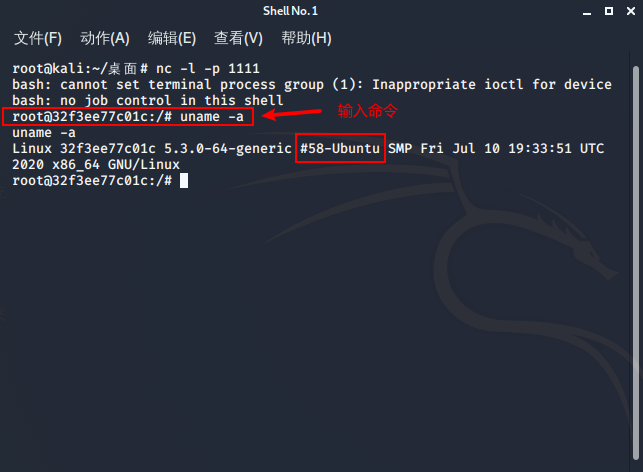 Shell No. 1
文件(F) 动作(A) 编辑(E) 查看(V) 帮助(H)
root@kali:~/桌面# nc -l -p 1111
bash: cannot set terminal process group (1): Inappropriate ioctl for device
bash: no job control in this shell
root@32f3ee77c01c:/# uname -a 输入命令
uname -a
Linux 32f3ee77c01c 5.3.0-64-generic #58-Ubuntu SMP Fri Jul 10 19:33:51 UTC
2020 x86_64 GNU/Linux
root@32f3ee77c01c:/#